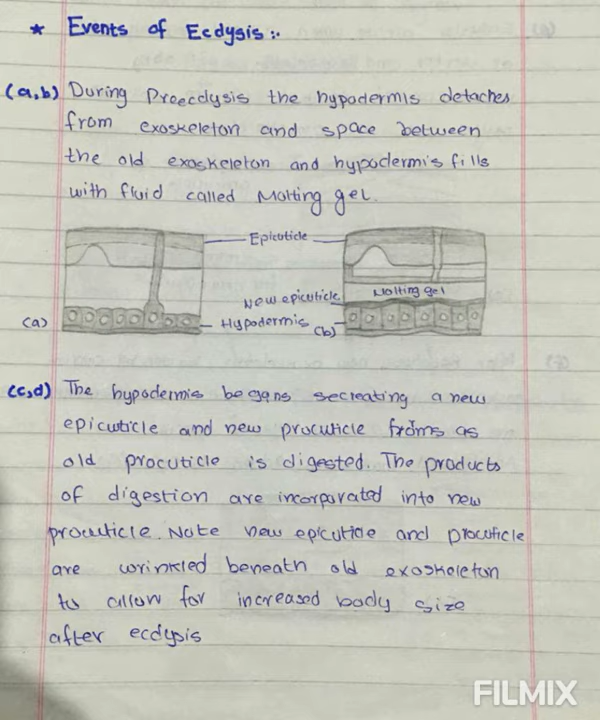 * Events of Ecdysis :.
(a,b) During Preecdysis the hypodermis detaches
from exoskeleton and space between
the old exoskeleton and hypodermis fills
with fluid called Molting gel.
Epicuticle
Molting gel
New epicuticle
(a)
Hypodermis
(b)
(c,d) The hypodermis begans secreating a new
epicuticle and new procuticle froms as
old procuticle is digested. The products
of digestion are incorporated into new
procuticle. Note new epicuticle and procuticle
are wrinkled beneath old exoskeleton
to allow for increased body size
after ecdysis
FILMIX